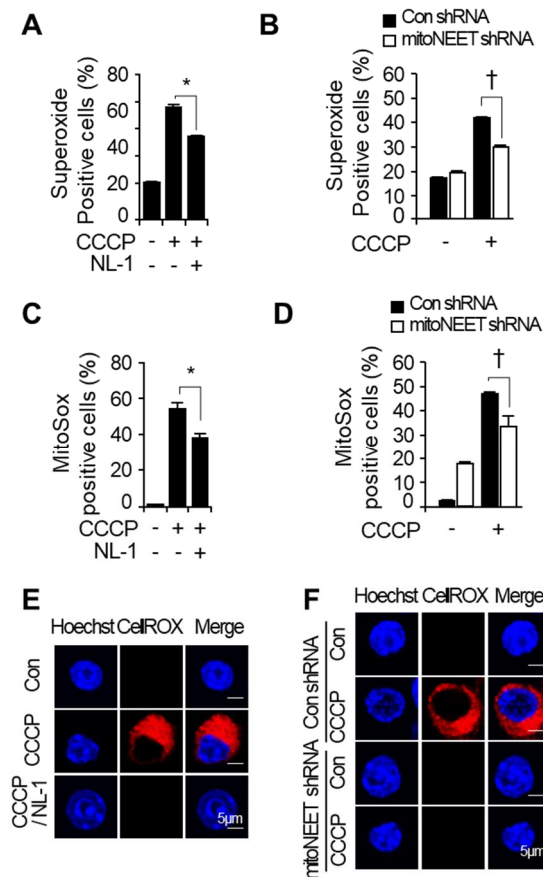 A
Superoxide
Positive cells (%)
80
60
40
20
0
*
CCCP - + +
NL-1 - - +
B
Con shRNA
mitoNEET shRNA
Superoxide
Positive cells (%)
60
50
40
30
20
10
0
†
CCCP - +
C
MitoSox
positive cells (%)
80
60
40
20
0
*
CCCP - + +
NL-1 - - +
D
Con shRNA
mitoNEET shRNA
MitoSox
positive cells (%)
60
50
40
30
20
10
0
†
CCCP - +
E
Hoechst CellROX Merge
Con
CCCP
CCCP
/ NL-1
5µm
F
Hoechst CellROX Merge
Con shRNA
Con
CCCP
mitoNEET shRNA
Con
CCCP
5µm